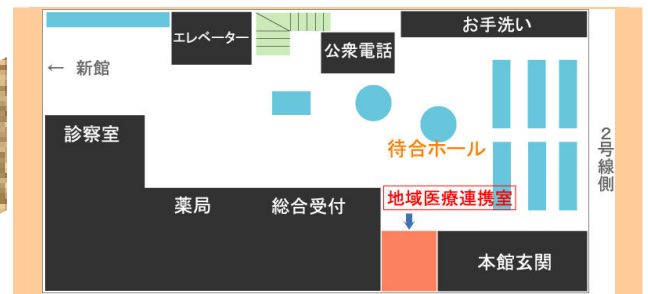 エレベーター
お手洗い
公衆電話
← 新館
診察室
待合ホール
2号線側
薬局
総合受付
地域医療連携室
本館玄関